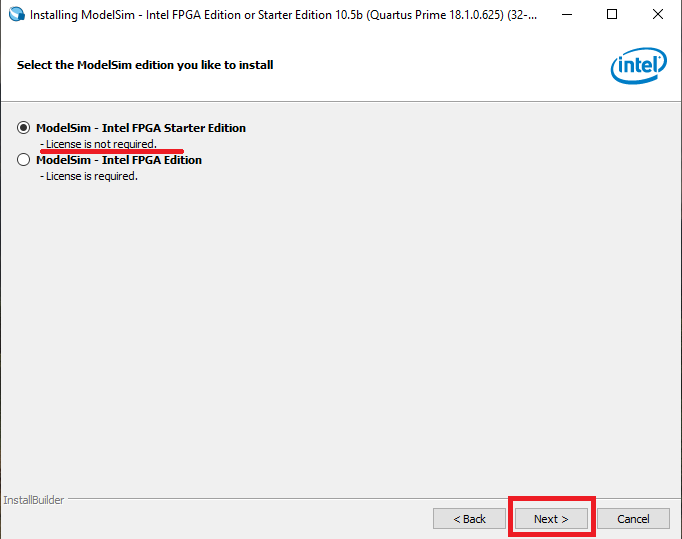 Installing ModelSim - Intel FPGA Edition or Starter Edition 10.5b (Quartus Prime 18.1.0.625) (32-...
Select the ModelSim edition you like to install
intel
ModelSim - Intel FPGA Starter Edition
- License is not required.
ModelSim - Intel FPGA Edition
- License is required.
InstallBuilder
< Back
Next >
Cancel